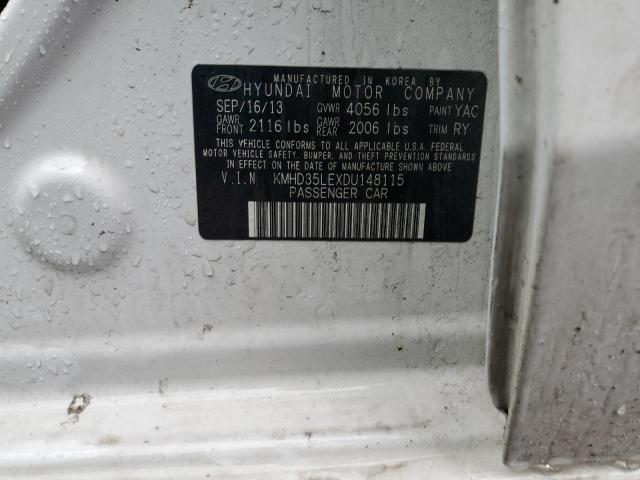 MANUFACTURED IN KOREA BY
HYUNDAI MOTOR COMPANY
SEP/16/13 GVWR 4056 lbs PAINT YAC
GAWR FRONT 2116 lbs GAWR REAR 2006 lbs TRIM RY
THIS VEHICLE CONFORMS TO ALL APPLICABLE U.S.A. FEDERAL
MOTOR VEHICLE SAFETY, BUMPER, AND THEFT PREVENTION
STANDARDS IN EFFECT ON THE DATE OF MANUFACTURE SHOWN ABOVE.
V.I.N KMHD35LEXDU148115
PASSENGER CAR